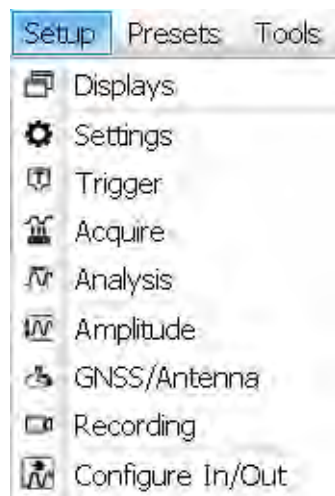 Setup Presets Tools
Displays
Settings
Trigger
Acquire
Analysis
Amplitude
GNSS/Antenna
Recording
Configure In/Out